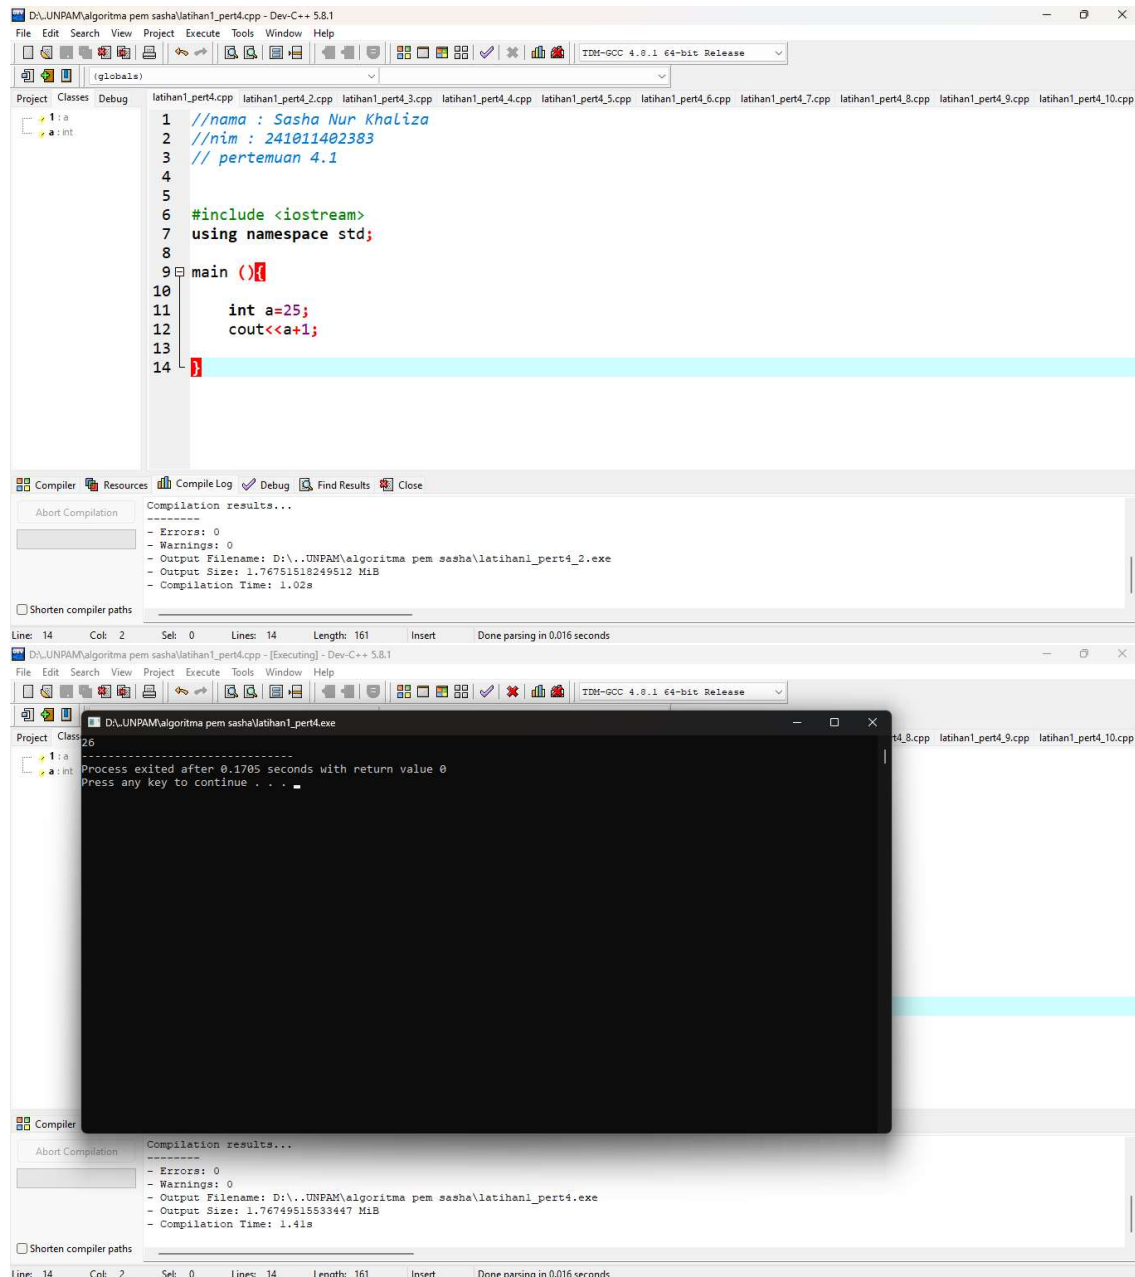 D:\..UNPAM\algoritma pem sasha\latihan1_pert4.cpp - Dev-C++ 5.8.1
File Edit Search View Project Execute Tools Window Help
TDM-GCC 4.8.1 64-bit Release
(globals)
Project Classes Debug latihan1_pert4.cpp latihan1_pert4_2.cpp latihan1_pert4_3.cpp latihan1_pert4_4.cpp latihan1_pert4_5.cpp latihan1_pert4_6.cpp latihan1_pert4_7.cpp latihan1_pert4_8.cpp latihan1_pert4_9.cpp latihan1_pert4_10.cpp
1 : a
a : int
1 //nama : Sasha Nur Khaliza
2 //nim : 241011402383
3 // pertemuan 4.1
4
5
6 #include <iostream>
7 using namespace std;
8
9 main (){
10
11 int a=25;
12 cout<<a+1;
13
14 }
Compiler Resources Compile Log Debug Find Results Close
Abort Compilation
Compilation results...
--------
- Errors: 0
- Warnings: 0
- Output Filename: D:\..UNPAM\algoritma pem sasha\latihan1_pert4_2.exe
- Output Size: 1.76751518249512 MiB
- Compilation Time: 1.02s
Shorten compiler paths
Line: 14 Col: 2 Sel: 0 Lines: 14 Length: 161 Insert Done parsing in 0.016 seconds
D:\..UNPAM\algoritma pem sasha\latihan1_pert4.cpp - [Executing] - Dev-C++ 5.8.1
File Edit Search View Project Execute Tools Window Help
TDM-GCC 4.8.1 64-bit Release
D:\..UNPAM\algoritma pem sasha\latihan1_pert4.exe
Project Class t4_8.cpp latihan1_pert4_9.cpp latihan1_pert4_10.cpp
1 : a
a : int
26
--------------------------------
Process exited after 0.1705 seconds with return value 0
Press any key to continue . . .
Compiler
Abort Compilation
Compilation results...
--------
- Errors: 0
- Warnings: 0
- Output Filename: D:\..UNPAM\algoritma pem sasha\latihan1_pert4.exe
- Output Size: 1.76749515533447 MiB
- Compilation Time: 1.41s
Shorten compiler paths
Line: 14 Col: 2 Sel: 0 Lines: 14 Length: 161 Insert Done parsing in 0.016 seconds